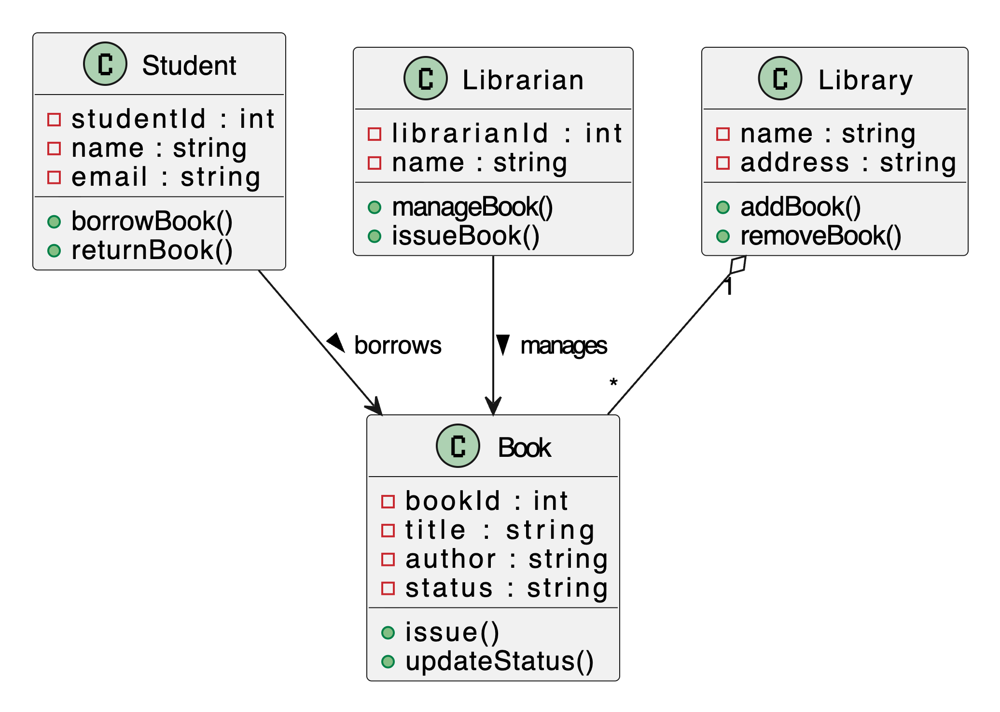 C Student
studentId : int
name : string
email : string
borrowBook()
returnBook()
C Librarian
librarianId : int
name : string
manageBook()
issueBook()
C Library
name : string
address : string
addBook()
removeBook()
1
borrows
manages
*
C Book
bookId : int
title : string
author : string
status : string
issue()
updateStatus()